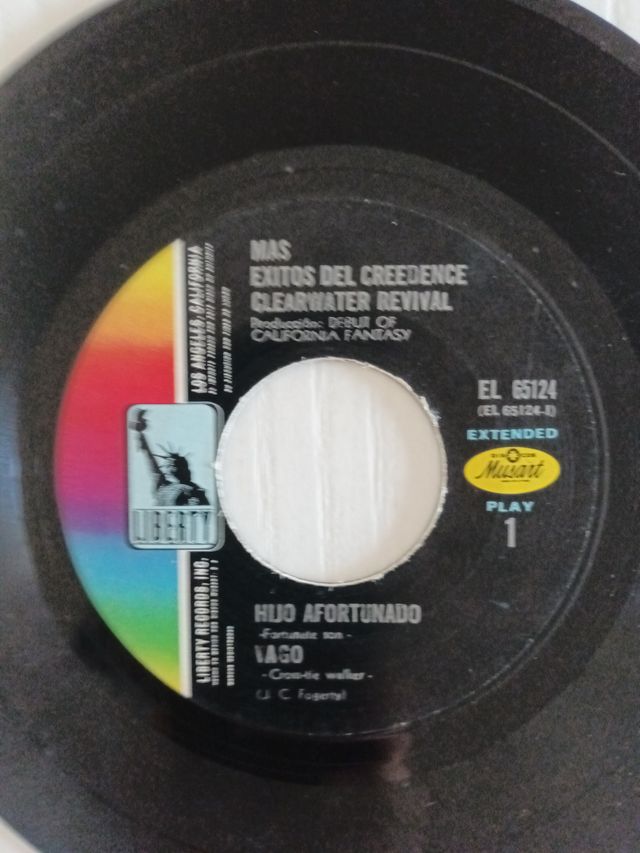 MAS
EXITOS DEL CREEDENCE
CLEARWATER REVIVAL
Producción: DEBUT OF
CALIFORNIA FANTASY
EL 65124
(EL 65124-1)
EXTENDED
Musart
PLAY
1
LIBERTY
LOS ANGELES, CALIFORNIA
LIBERTY RECORDS, INC.
HIJO AFORTUNADO
-Fortunate son-
VAGO
-Cross-tie walker-
(J. C. Fogerty)